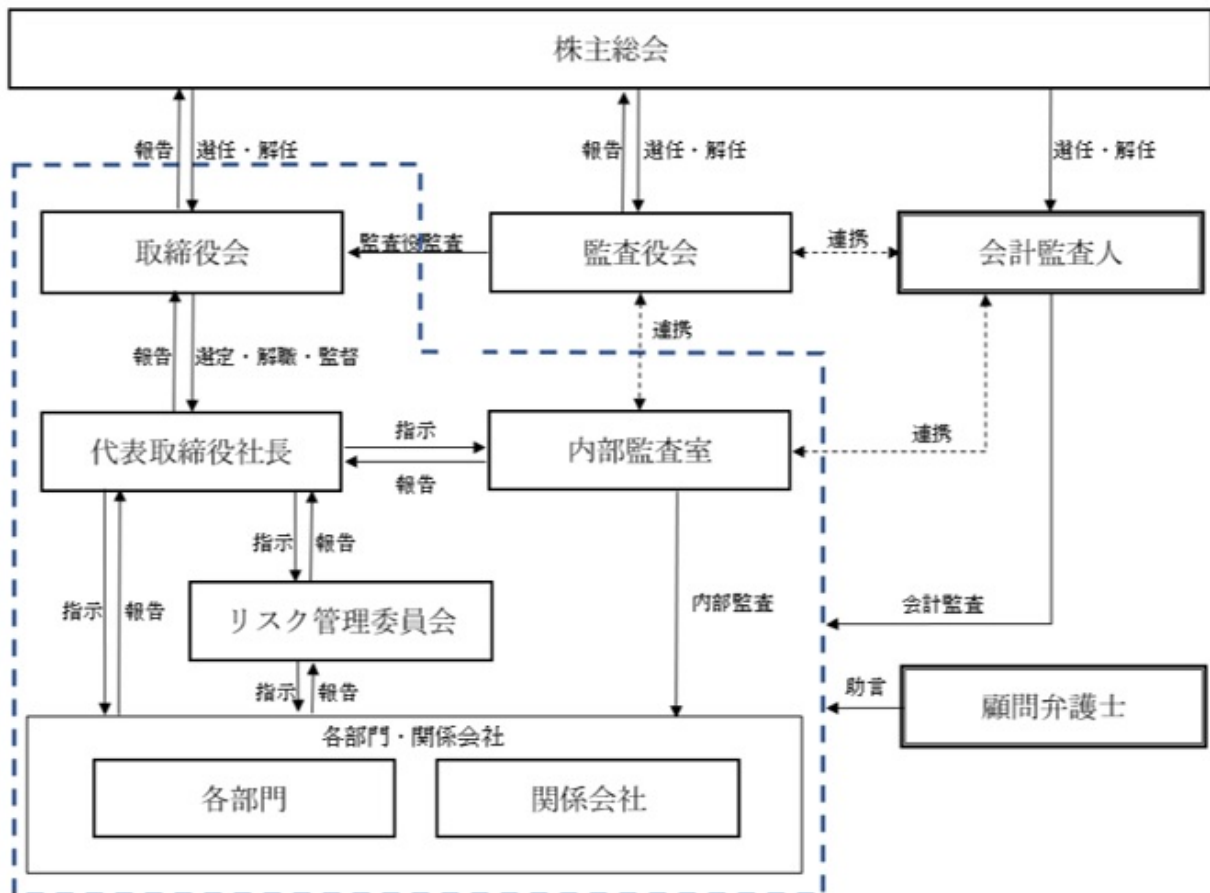 株主総会
報告
選任・解任
報告
選任・解任
選任・解任
取締役会
監査役監査
監査役会
連携
会計監査人
報告
選定・解職・監督
連携
代表取締役社長
指示
報告
内部監査室
連携
指示
報告
指示
報告
リスク管理委員会
内部監査
会計監査
指示
報告
助言
顧問弁護士
各部門・関係会社
各部門
関係会社